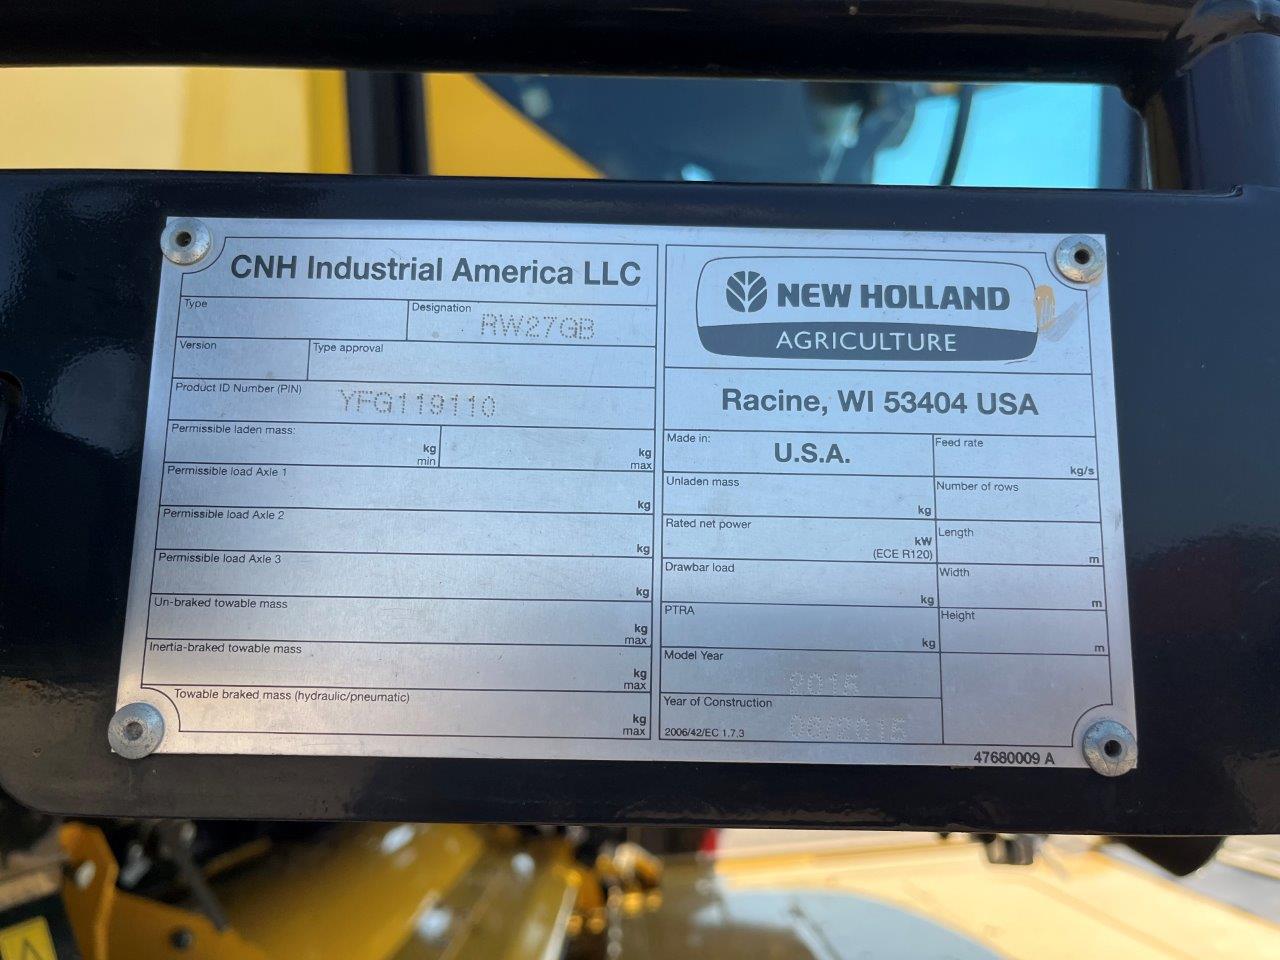 CNH Industrial America LLC
Type
Designation RW27GB
Version
Type approval
Product ID Number (PIN) YFG119110
Permissible laden mass:
kg min
kg max
Permissible load Axle 1
kg
Permissible load Axle 2
kg
Permissible load Axle 3
kg
Un-braked towable mass
kg max
Inertia-braked towable mass
kg max
Towable braked mass (hydraulic/pneumatic)
kg max
NEW HOLLAND
AGRICULTURE
Racine, WI 53404 USA
Made in: U.S.A.
Feed rate
kg/s
Unladen mass
kg
Number of rows
Rated net power
kW
(ECE R120)
Length
m
Drawbar load
kg
Width
m
PTRA
kg
Height
m
Model Year 2015
Year of Construction
2006/42/EC 1.7.3 06/2015
47680009 A